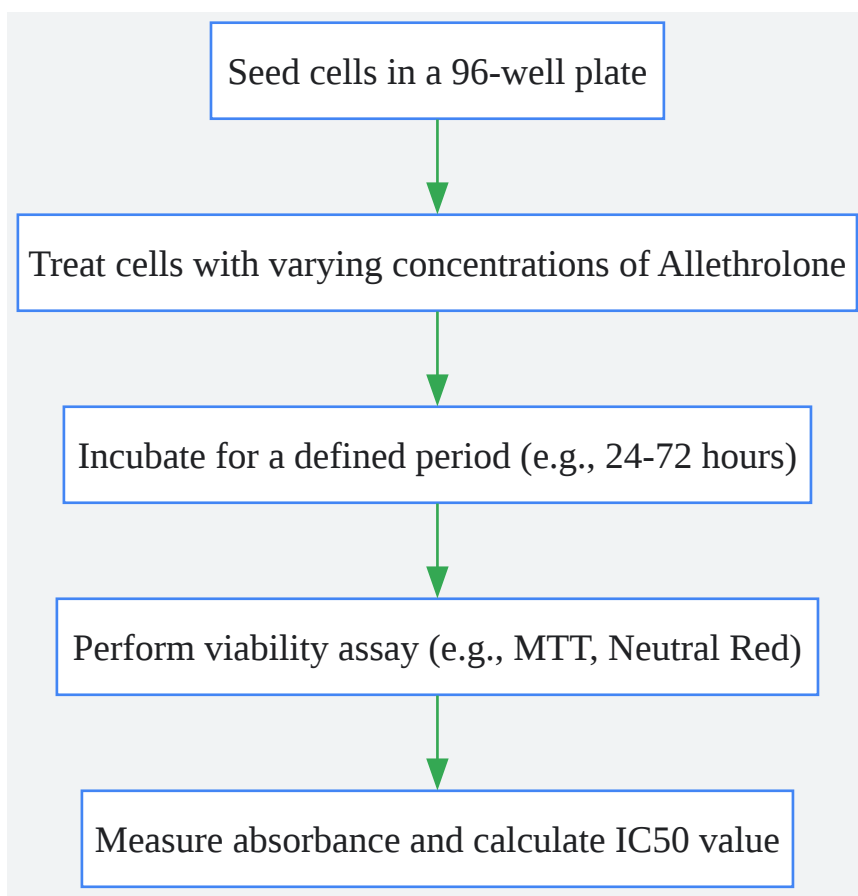 Seed cells in a 96-well plate
Treat cells with varying concentrations of Allethrolone
Incubate for a defined period (e.g., 24-72 hours)
Perform viability assay (e.g., MTT, Neutral Red)
Measure absorbance and calculate IC50 value